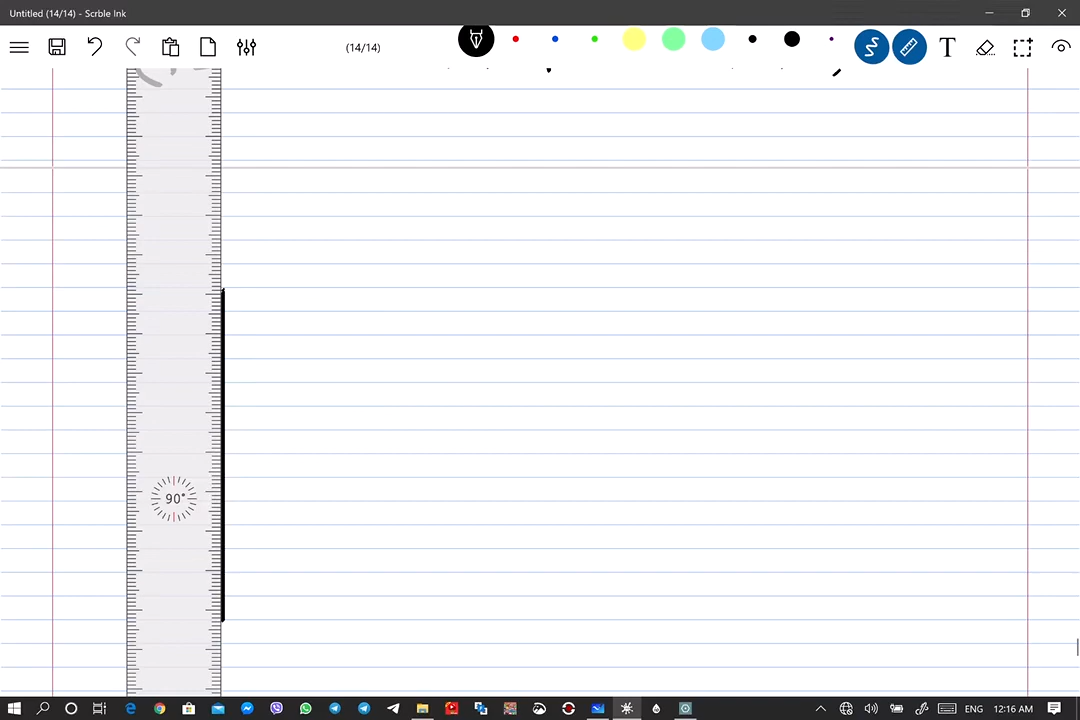 Untitled (14/14) - Scrble Ink
(14/14)
T
90°
ENG
12:16 AM